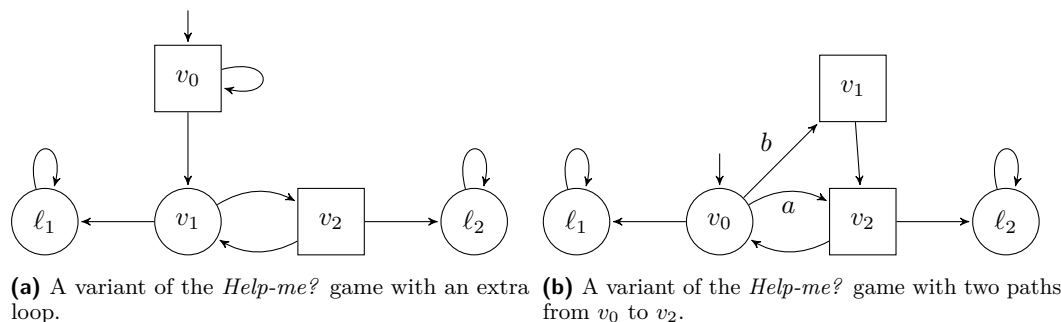 v₀
v₁
b
ℓ₁
v₁
v₂
ℓ₂
ℓ₁
v₀
a
v₂
ℓ₂
(a) A variant of the Help-me? game with an extra
loop.
(b) A variant of the Help-me? game with two paths
from v₀ to v₂.